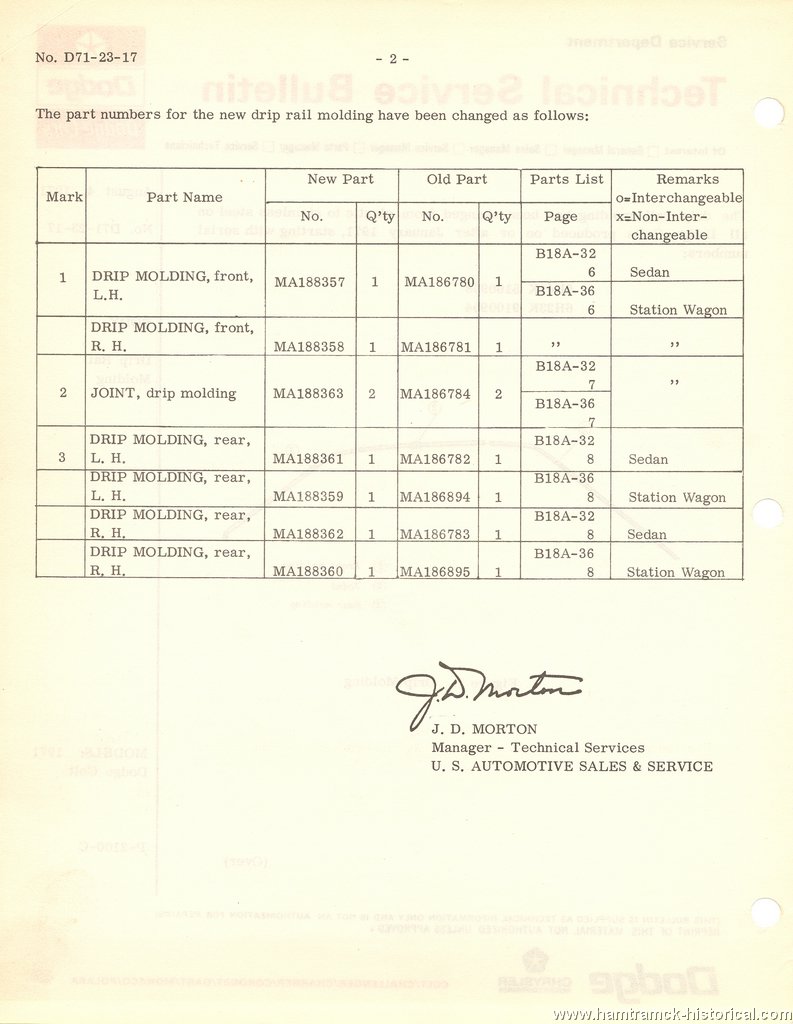 No. D71-23-17 - 2 -
The part numbers for the new drip rail molding have been changed as follows:
Mark Part Name New Part No. Q'ty Old Part No. Q'ty Parts List Page Remarks
o=Interchangeable
x=Non-Inter-
changeable
1 DRIP MOLDING, front, L.H. MA188357 1 MA186780 1 B18A-32 6 Sedan
B18A-36 6 Station Wagon
DRIP MOLDING, front, R. H. MA188358 1 MA186781 1 ,, ,,
2 JOINT, drip molding MA188363 2 MA186784 2 B18A-32 7 ,,
B18A-36 7
3 DRIP MOLDING, rear, L. H. MA188361 1 MA186782 1 B18A-32 8 Sedan
DRIP MOLDING, rear, L. H. MA188359 1 MA186894 1 B18A-36 8 Station Wagon
DRIP MOLDING, rear, R. H. MA188362 1 MA186783 1 B18A-32 8 Sedan
DRIP MOLDING, rear, R. H. MA188360 1 MA186895 1 B18A-36 8 Station Wagon
J. D. Morton
J. D. MORTON
Manager - Technical Services
U. S. AUTOMOTIVE SALES & SERVICE
www.hamtramck-historical.com